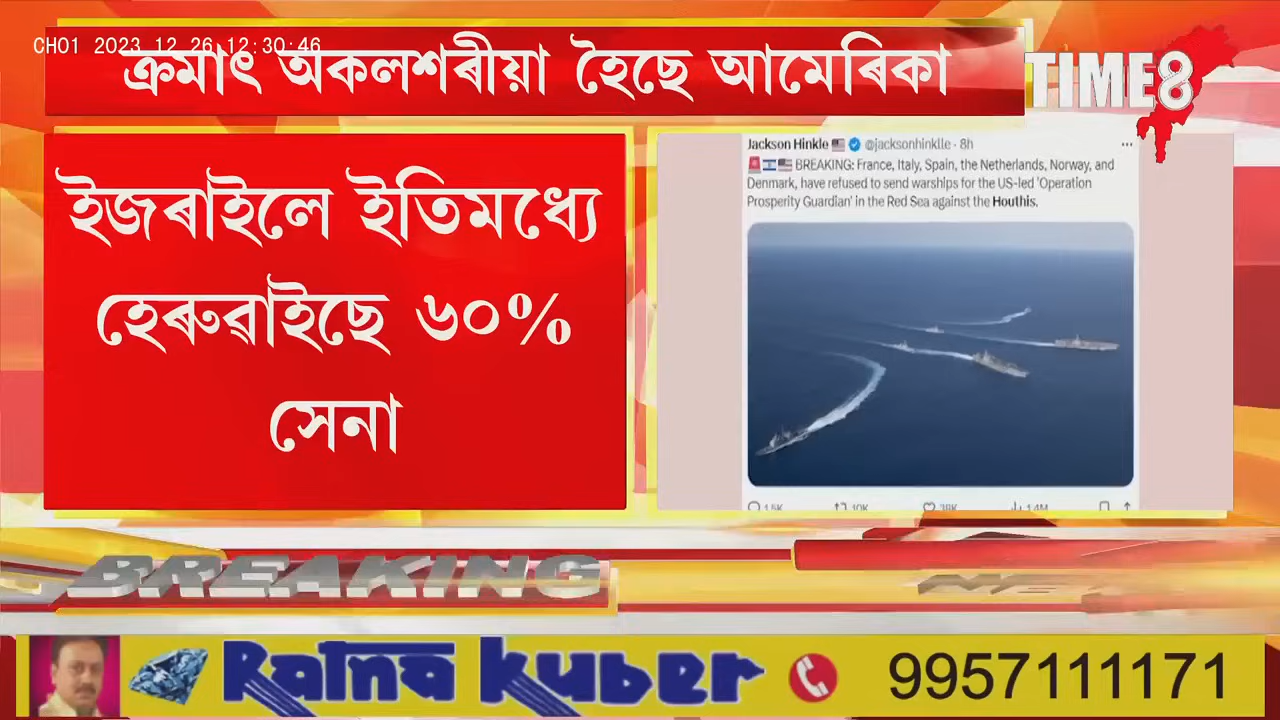 CH01 2023 12 26 12:30:46
ক্ৰমাৎ অকলশৰীয়া হৈছে আমেৰিকা
TIME8
ইজৰাইলে ইতিমধ্যে
হেৰুৱাইছে ৬০%
সেনা
Jackson Hinkle @jacksonhinklle · 8h
BREAKING: France, Italy, Spain, the Netherlands, Norway, and
Denmark, have refused to send warships for the US-led 'Operation
Prosperity Guardian' in the Red Sea against the Houthis.
BREAKING
Ratna Kuber 9957111171